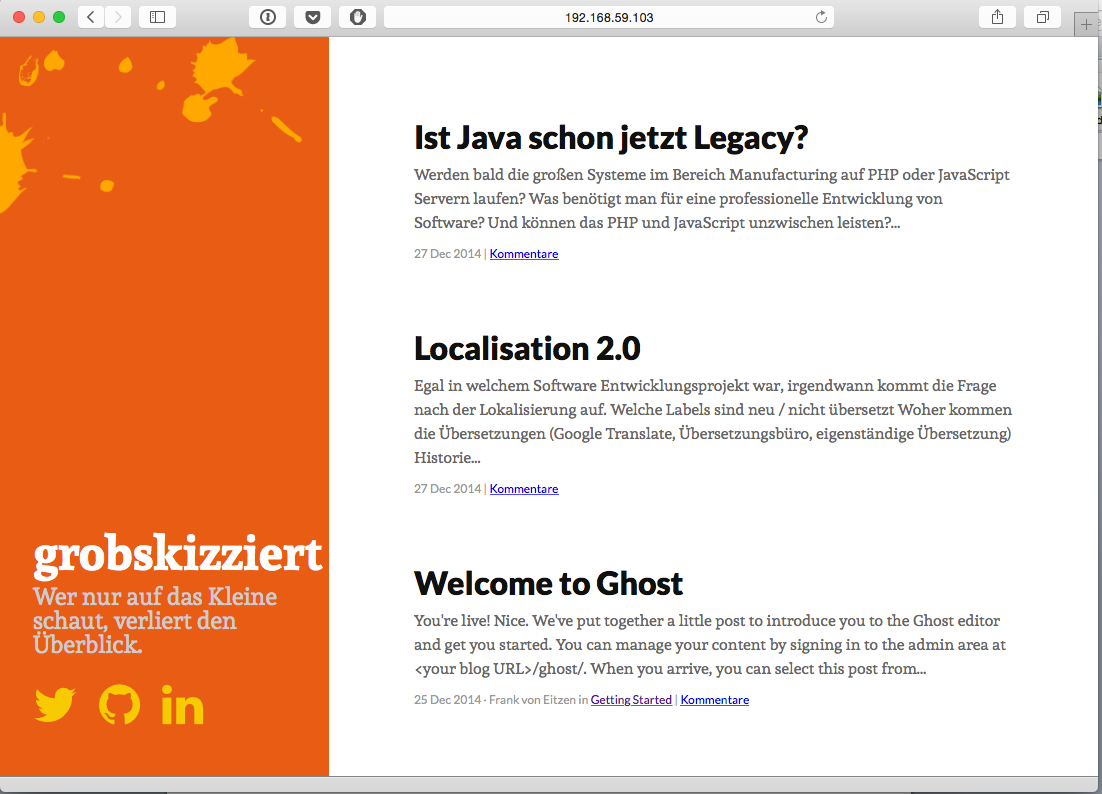 192.168.59.103
grobskizziert
Wer nur auf das Kleine
schaut, verliert den
Überblick.
Ist Java schon jetzt Legacy?
Werden bald die großen Systeme im Bereich Manufacturing auf PHP oder JavaScript
Servern laufen? Was benötigt man für eine professionelle Entwicklung von
Software? Und können das PHP und JavaScript unzwischen leisten?...
27 Dec 2014 | Kommentare
Localisation 2.0
Egal in welchem Software Entwicklungsprojekt war, irgendwann kommt die Frage
nach der Lokalisierung auf. Welche Labels sind neu / nicht übersetzt Woher kommen
die Übersetzungen (Google Translate, Übersetzungsbüro, eigenständige Übersetzung)
Historie...
27 Dec 2014 | Kommentare
Welcome to Ghost
You're live! Nice. We've put together a little post to introduce you to the Ghost editor
and get you started. You can manage your content by signing in to the admin area at
<your blog URL>/ghost/. When you arrive, you can select this post from...
25 Dec 2014 · Frank von Eitzen in Getting Started | Kommentare